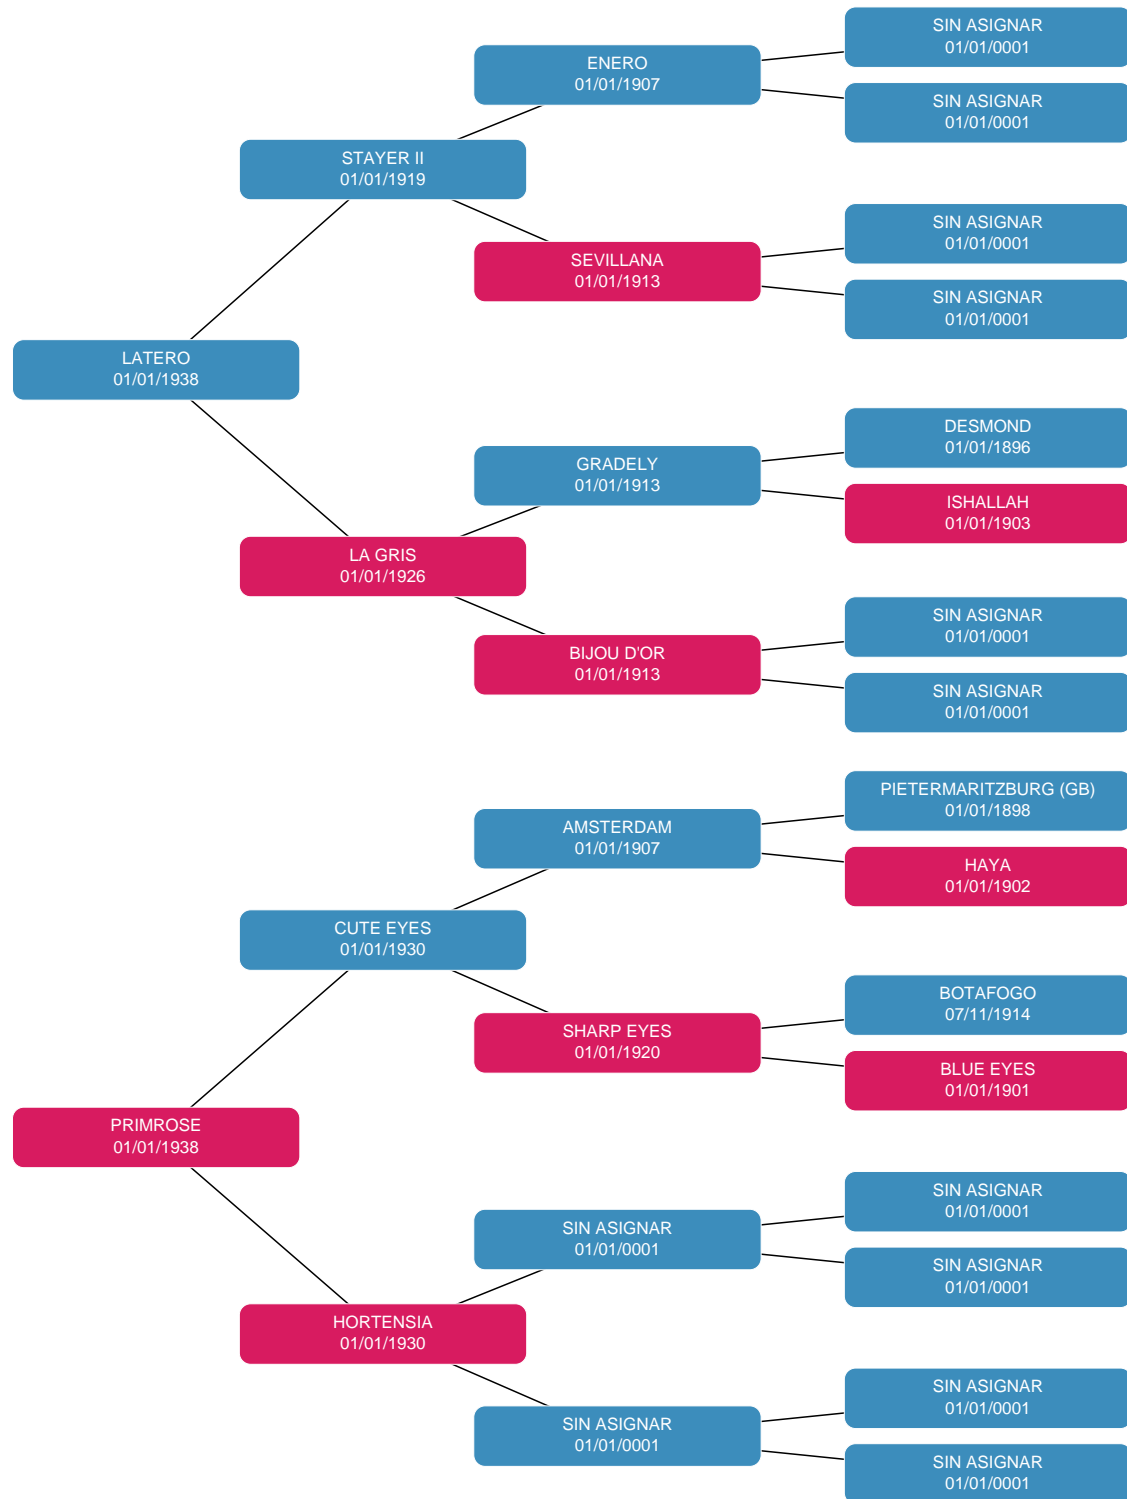 SIN ASIGNAR
01/01/0001
ENERO
01/01/1907
SIN ASIGNAR
01/01/0001
STAYER II
01/01/1919
SIN ASIGNAR
01/01/0001
SEVILLANA
01/01/1913
SIN ASIGNAR
01/01/0001
LATERO
01/01/1938
DESMOND
01/01/1896
GRADELY
01/01/1913
ISHALLAH
01/01/1903
LA GRIS
01/01/1926
SIN ASIGNAR
01/01/0001
BIJOU D'OR
01/01/1913
SIN ASIGNAR
01/01/0001
PIETERMARITZBURG (GB)
01/01/1898
AMSTERDAM
01/01/1907
HAYA
01/01/1902
CUTE EYES
01/01/1930
BOTAFOGO
07/11/1914
SHARP EYES
01/01/1920
BLUE EYES
01/01/1901
PRIMROSE
01/01/1938
SIN ASIGNAR
01/01/0001
SIN ASIGNAR
01/01/0001
SIN ASIGNAR
01/01/0001
HORTENSIA
01/01/1930
SIN ASIGNAR
01/01/0001
SIN ASIGNAR
01/01/0001
SIN ASIGNAR
01/01/0001